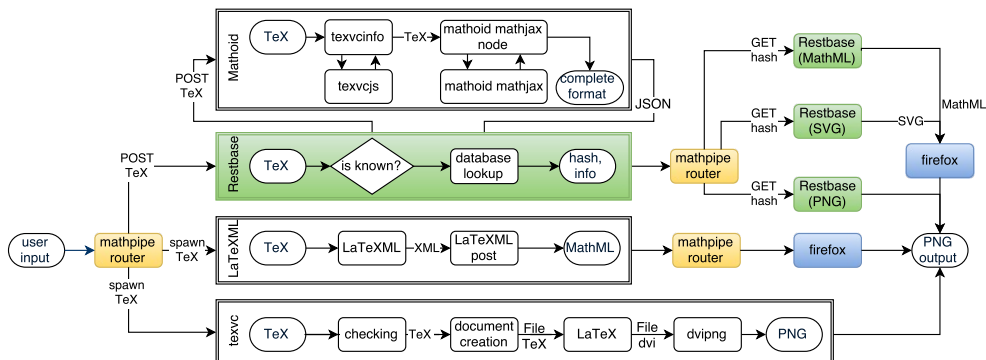 Mathoid
TeX
texvcinfo
TeX
mathoid mathjax
node
texvcjs
mathoid mathjax
complete
format
POST
TeX
JSON
Restbase
TeX
is known?
database
lookup
hash,
info
POST
TeX
mathpipe
router
GET
hash
Restbase
(MathML)
MathML
GET
hash
Restbase
(SVG)
SVG
firefox
GET
hash
Restbase
(PNG)
user
input
mathpipe
router
spawn
TeX
LaTeXML
TeX
LaTeXML
XML
LaTeXML
post
MathML
mathpipe
router
firefox
PNG
output
spawn
TeX
texvc
TeX
checking
TeX
document
creation
File
TeX
LaTeX
File
dvi
dvipng
PNG